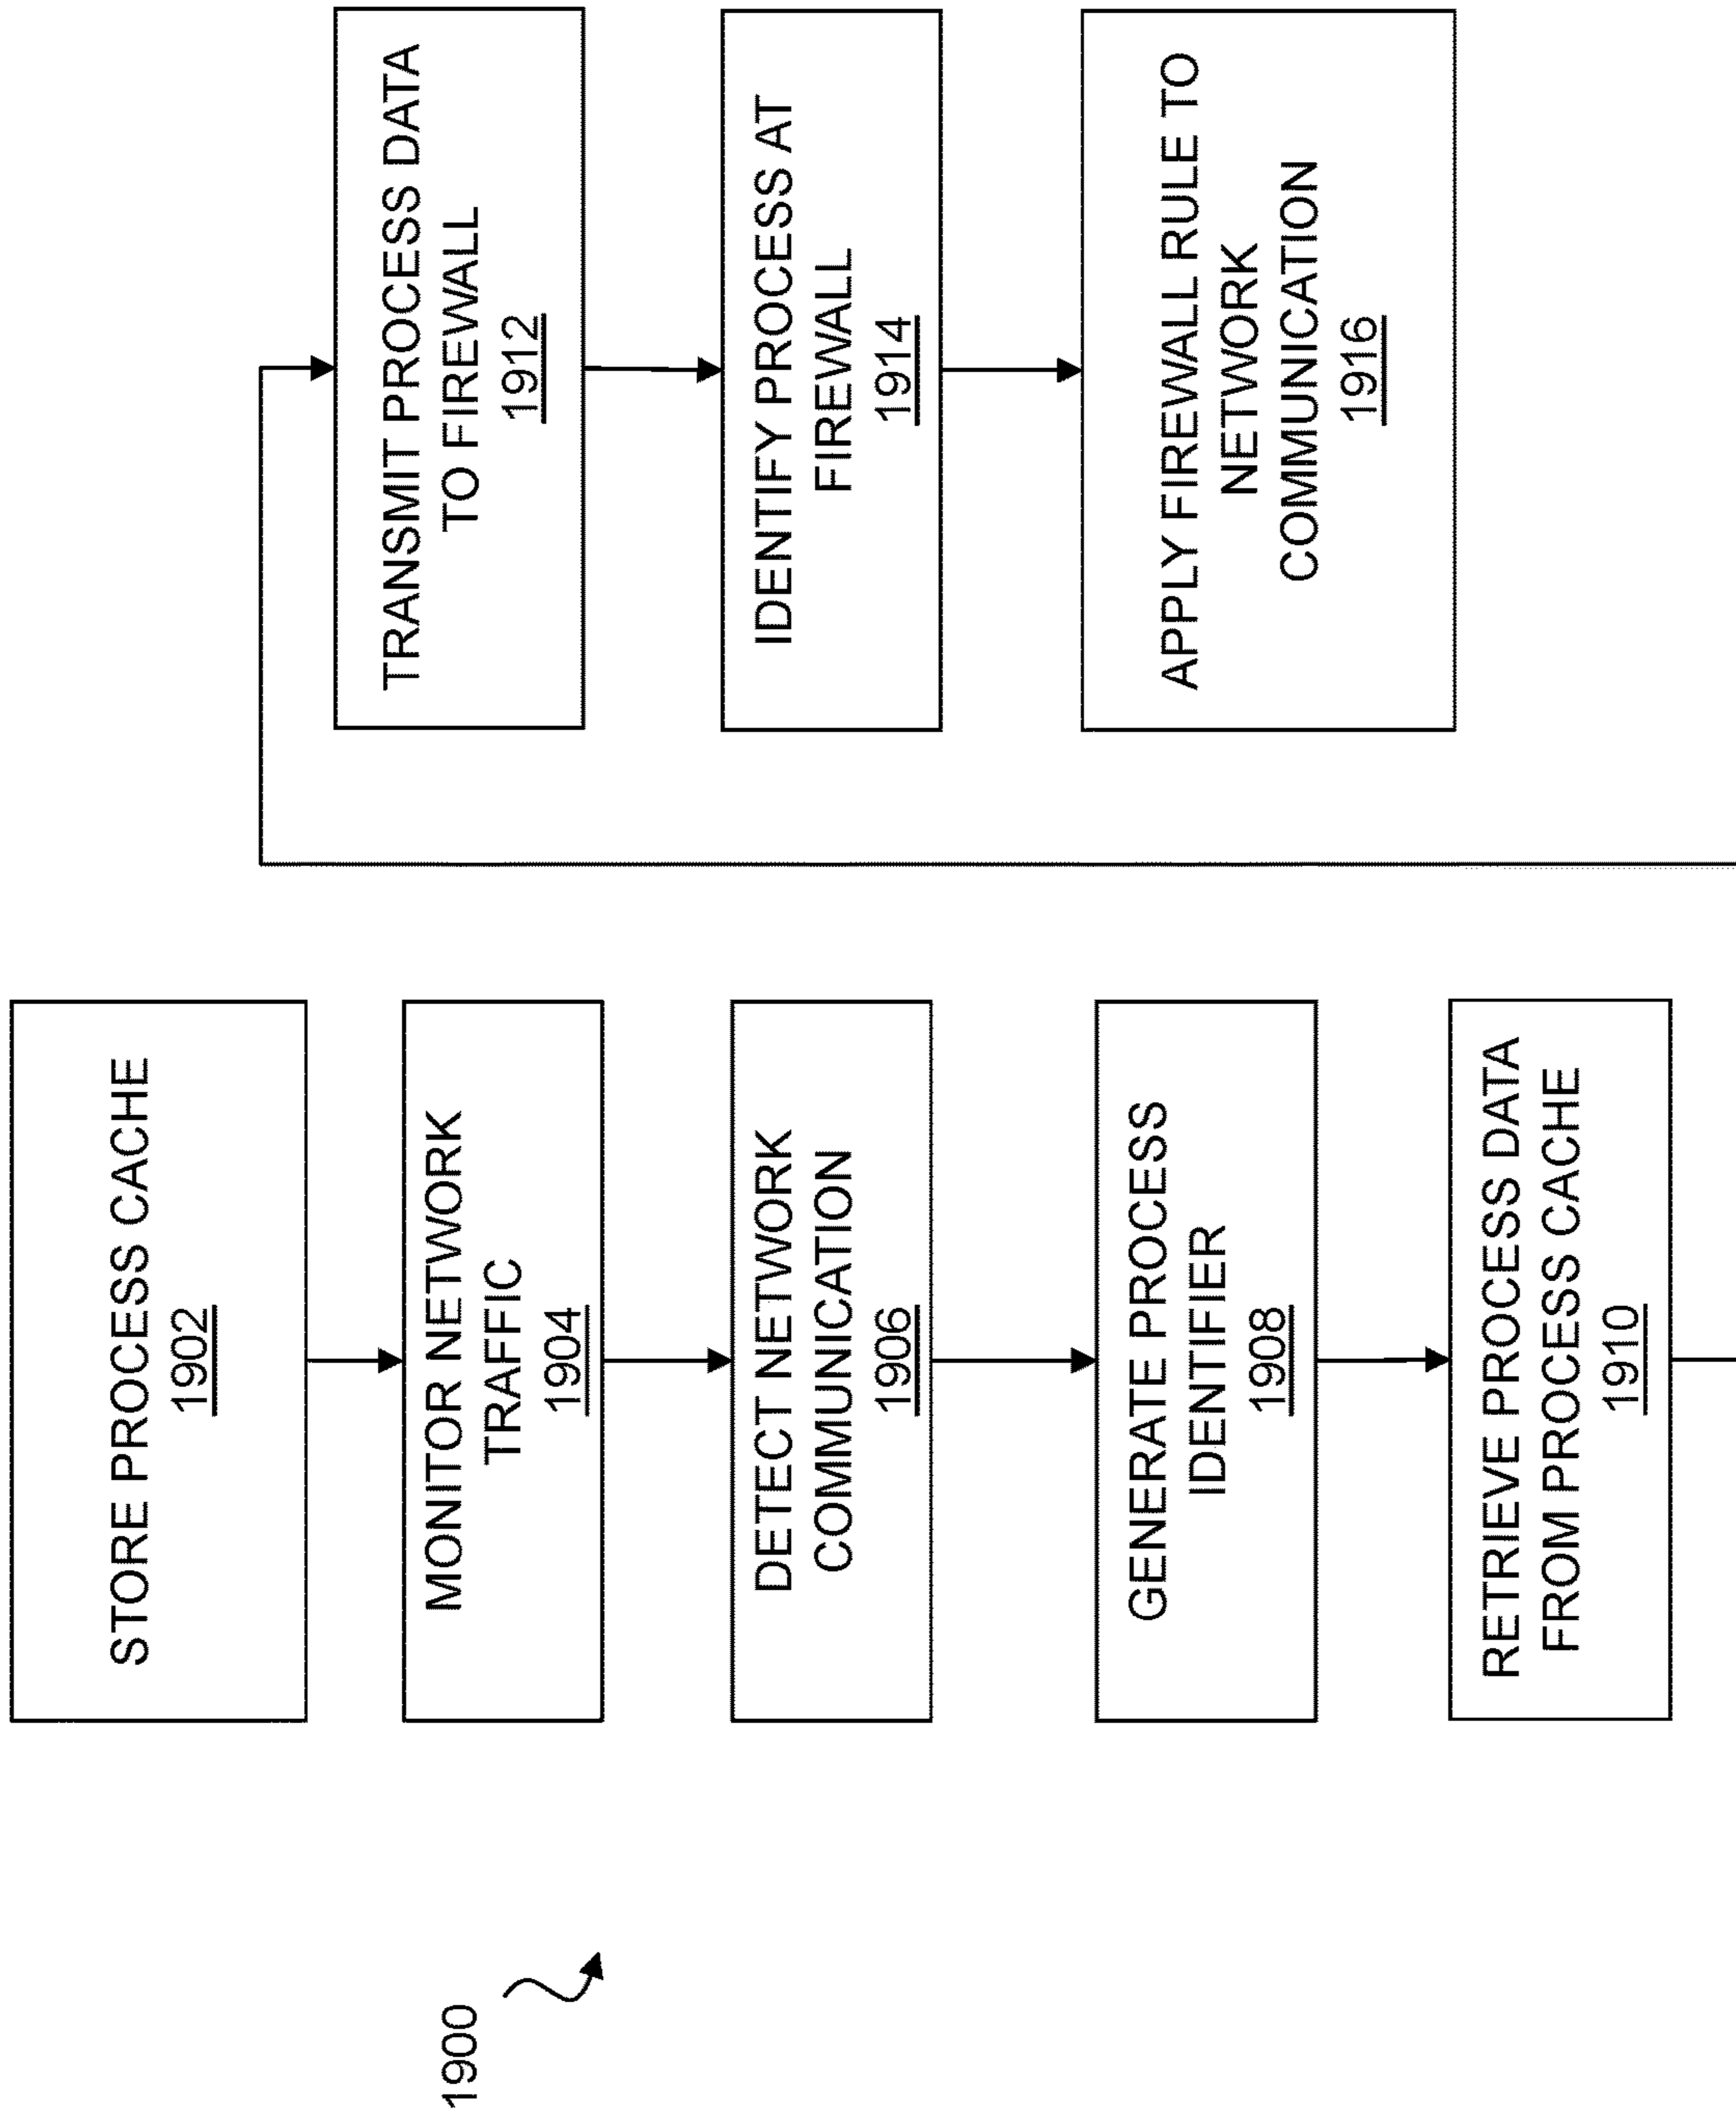 1900
STORE PROCESS CACHE
1902
MONITOR NETWORK
TRAFFIC
1904
DETECT NETWORK
COMMUNICATION
1906
GENERATE PROCESS
IDENTIFIER
1908
RETRIEVE PROCESS DATA
FROM PROCESS CACHE
1910
TRANSMIT PROCESS DATA
TO FIREWALL
1912
IDENTIFY PROCESS AT
FIREWALL
1914
APPLY FIREWALL RULE TO
NETWORK
COMMUNICATION
1916